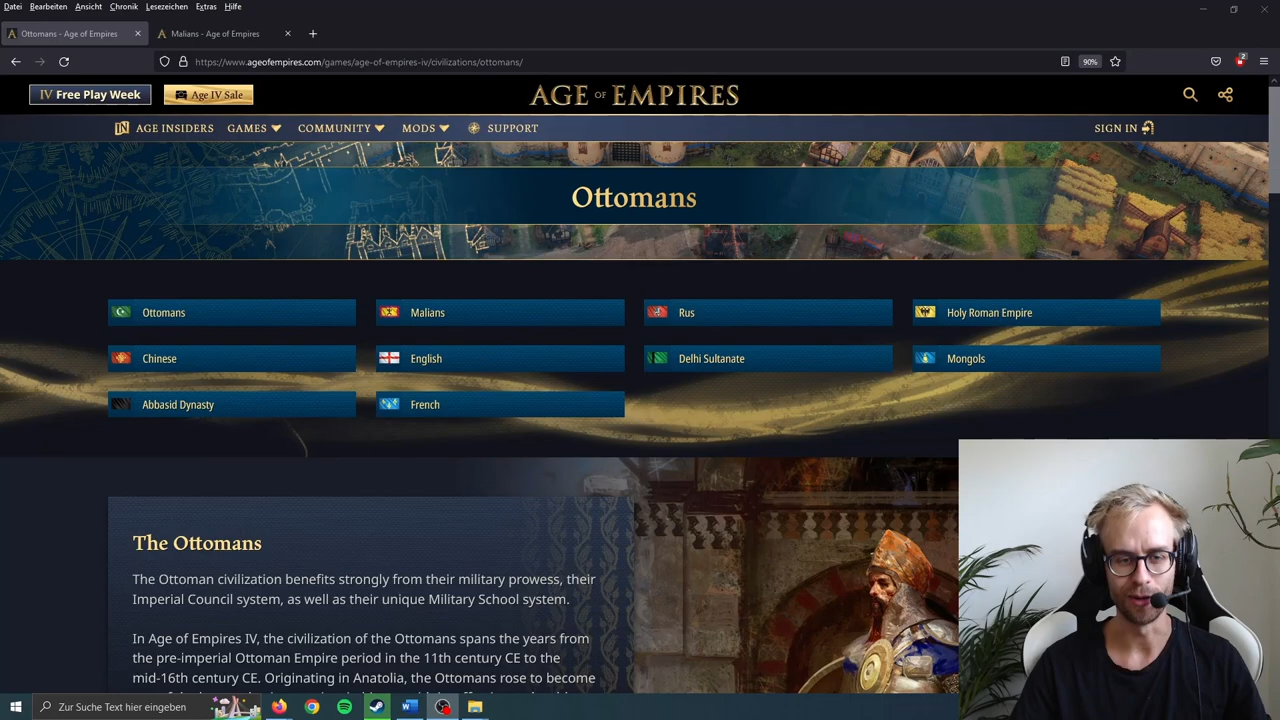 Datei Bearbeiten Ansicht Chronik Lesezeichen Extras Hilfe
Ottomans - Age of Empires
Malians - Age of Empires
https://www.ageofempires.com/games/age-of-empires-iv/civilizations/ottomans/
90%
2
IV Free Play Week
Age IV Sale
AGE OF EMPIRES
AGE INSIDERS
GAMES
COMMUNITY
MODS
SUPPORT
SIGN IN
Ottomans
Ottomans
Malians
Rus
Holy Roman Empire
Chinese
English
Delhi Sultanate
Mongols
Abbasid Dynasty
French
The Ottomans
The Ottoman civilization benefits strongly from their military prowess, their
Imperial Council system, as well as their unique Military School system.
In Age of Empires IV, the civilization of the Ottomans spans the years from
the pre-imperial Ottoman Empire period in the 11th century CE to the
mid-16th century CE. Originating in Anatolia, the Ottomans rose to become
Zur Suche Text hier eingeben